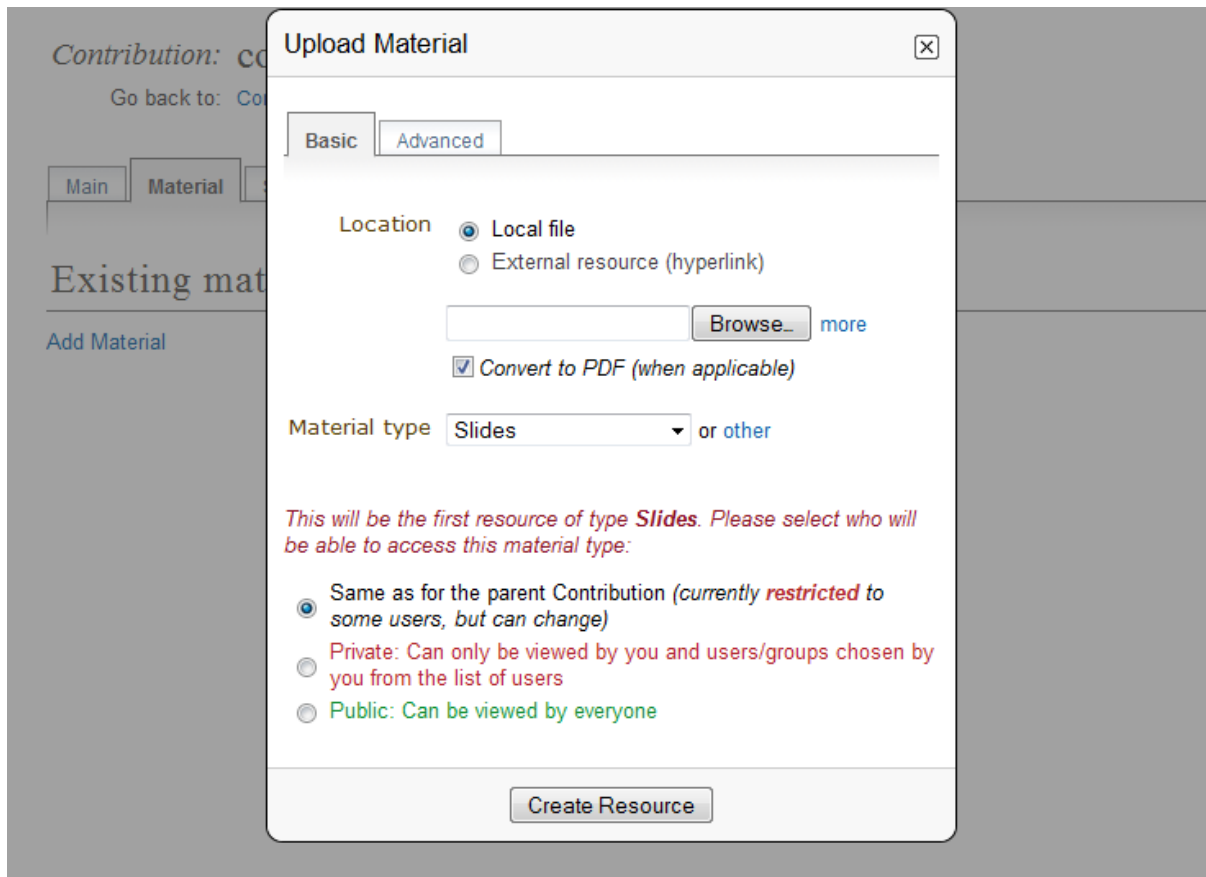 Upload Material
Contribution:
Go back to:
Basic Advanced
Main Material
Location Local file
External resource (hyperlink)
Existing
Browse... more
Add Material
Convert to PDF (when applicable)
Material type Slides or other
This will be the first resource of type Slides. Please select who will
be able to access this material type:
Same as for the parent Contribution (currently restricted to
some users, but can change)
Private: Can only be viewed by you and users/groups chosen by
you from the list of users
Public: Can be viewed by everyone
Create Resource